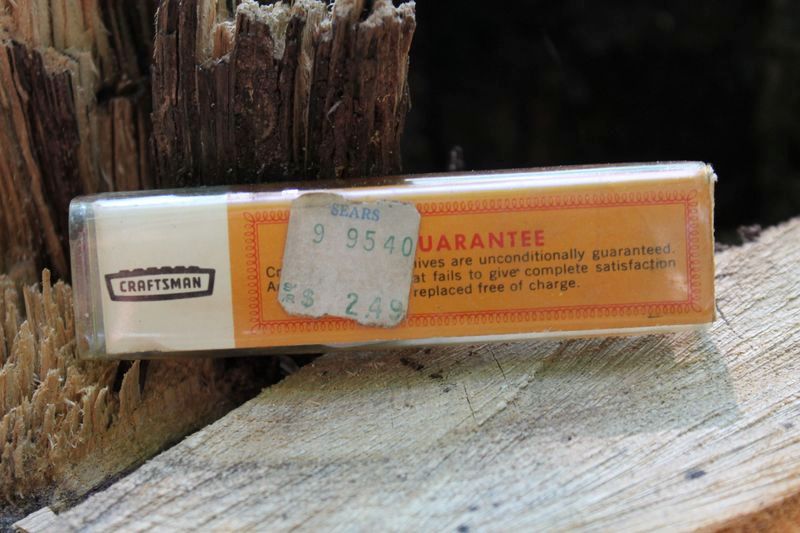 CRAFTSMAN
SEARS
9 9540
$ 2.49
UARANTEE
nives are unconditionally guaranteed.
at fails to give complete satisfaction
replaced free of charge.